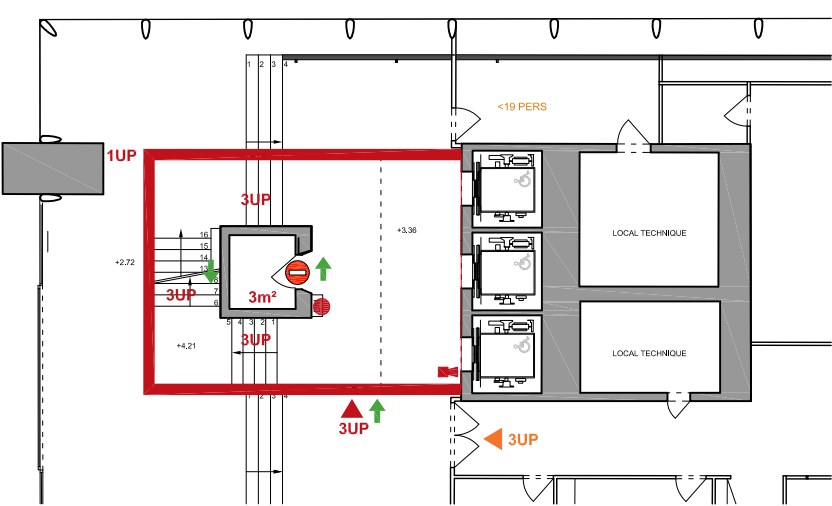 1 2 3 4
<19 PERS
1UP
3UP
16
15
14
13
+3.36
LOCAL TECHNIQUE
+2.72
3UP
3m²
7
6
5 4 3 2 1
3UP
+4.21
LOCAL TECHNIQUE
1 2 3 4
3UP
3UP